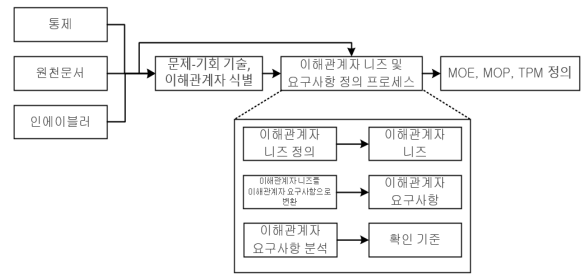 통제
원천문서
인에이블러
문제-기회 기술,
이해관계자 식별
이해관계자 니즈 및
요구사항 정의 프로세스
MOE, MOP, TPM 정의
이해관계자
니즈 정의
이해관계자
니즈
이해관계자 니즈를
이해관계자 요구사항으로
변환
이해관계자
요구사항
이해관계자
요구사항 분석
확인 기준